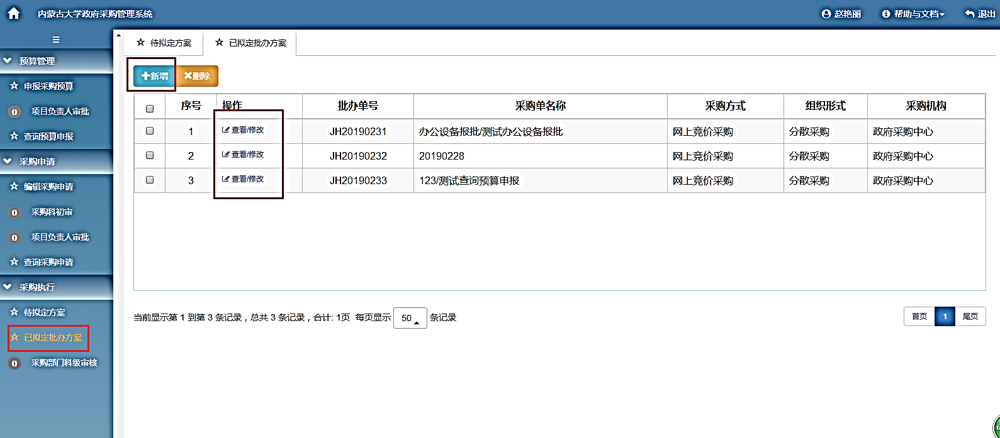 内蒙古大学政府采购管理系统
赵艳丽
帮助与文档
退出
预算管理
申报采购预算
0 项目负责人审批
查询预算申报
采购申请
编辑采购申请
0 采购科初审
0 项目负责人审批
查询采购申请
采购执行
待拟定方案
已拟定批办方案
0 采购部门科级审核
待拟定方案 已拟定批办方案
新增 删除
序号 操作 批办单号 采购单名称 采购方式 组织形式 采购机构
1 查看/修改 JH20190231 办公设备报批/测试办公设备报批 网上竞价采购 分散采购 政府采购中心
2 查看/修改 JH20190232 20190228 网上竞价采购 分散采购 政府采购中心
3 查看/修改 JH20190233 123/测试查询预算申报 网上竞价采购 分散采购 政府采购中心
当前显示第 1 到第 3 条记录，总共 3 条记录，合计: 1页 每页显示 50 条记录
首页 1 尾页